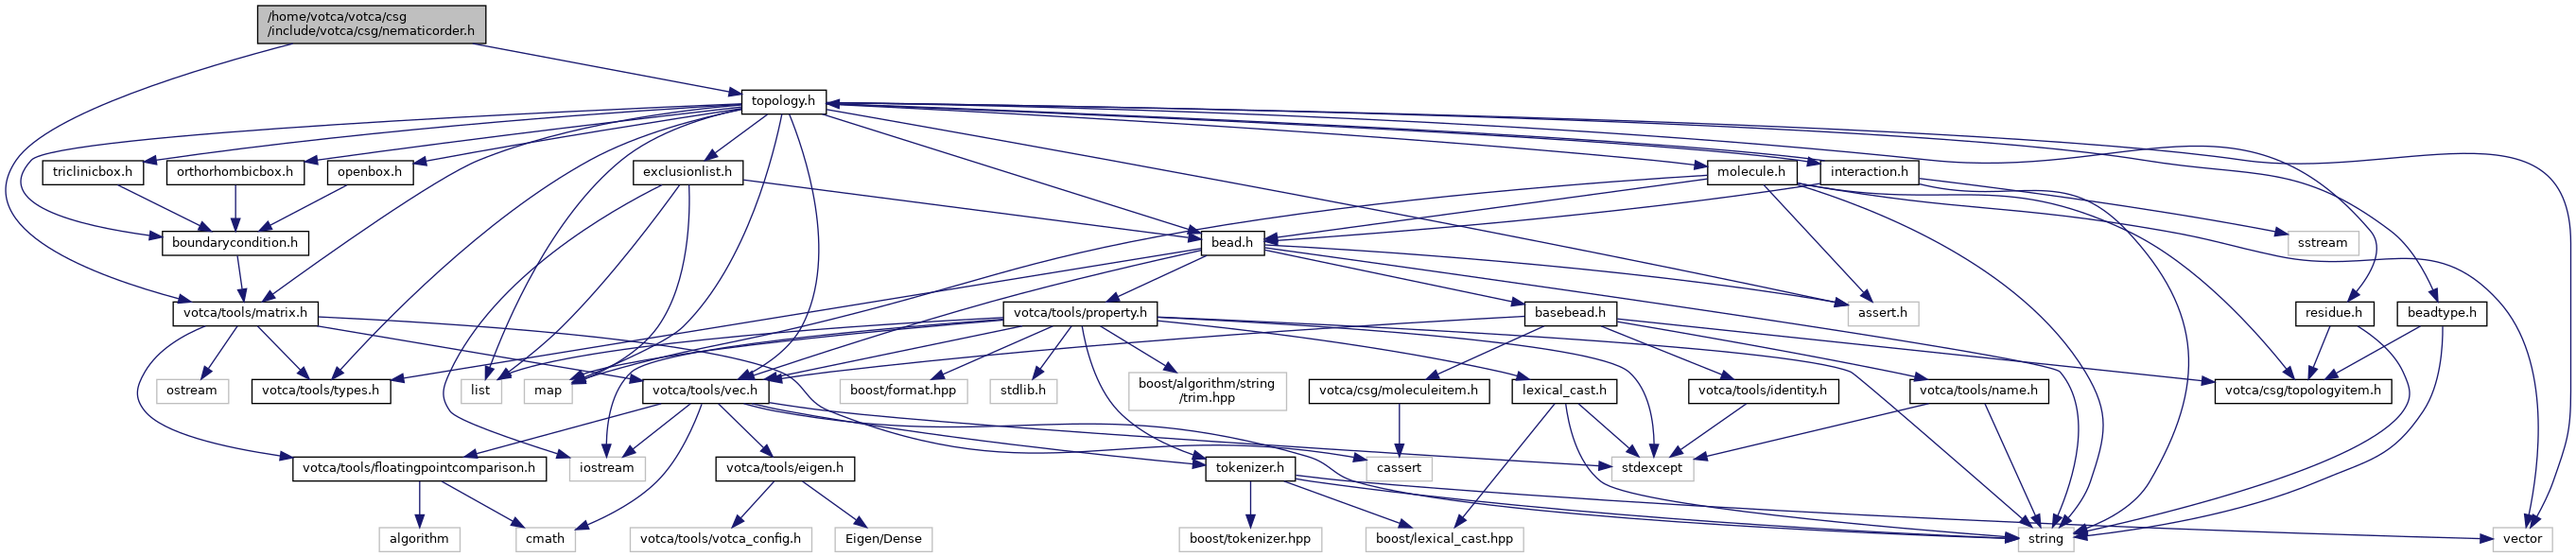 /home/votca/votca/csg
/include/votca/csg/nematicorder.h
topology.h
triclinicbox.h
orthorhombicbox.h
openbox.h
exclusionlist.h
molecule.h
interaction.h
boundarycondition.h
bead.h
sstream
votca/tools/matrix.h
votca/tools/property.h
basebead.h
assert.h
residue.h
beadtype.h
ostream
votca/tools/types.h
list
map
votca/tools/vec.h
boost/format.hpp
stdlib.h
boost/algorithm/string
/trim.hpp
votca/csg/moleculeitem.h
lexical_cast.h
votca/tools/identity.h
votca/tools/name.h
votca/csg/topologyitem.h
votca/tools/floatingpointcomparison.h
iostream
votca/tools/eigen.h
tokenizer.h
cassert
stdexcept
algorithm
cmath
votca/tools/votca_config.h
Eigen/Dense
boost/tokenizer.hpp
boost/lexical_cast.hpp
string
vector